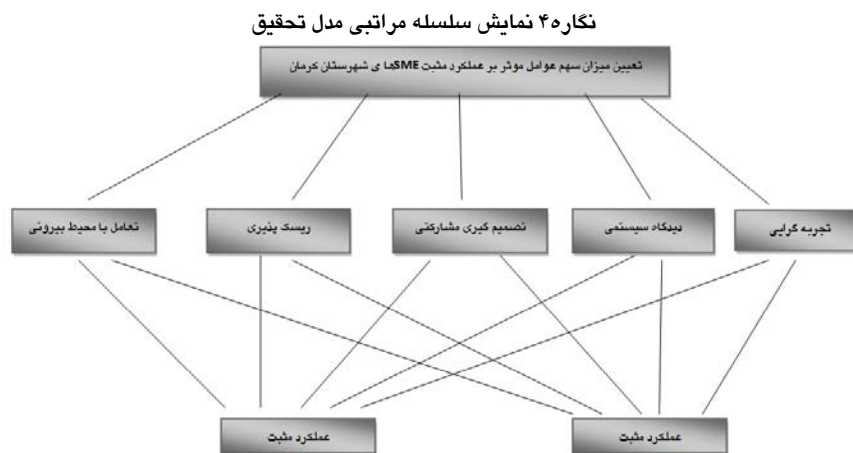 نگاره۴ نمایش سلسله مراتبی مدل تحقیق
تعیین میزان سهم عوامل موثر بر عملکرد مثبت SMEها ی شهرستان کرمان
تجربه گرایی
دیدگاه سیستمی
تصمیم گیری مشارکتی
ریسک پذیری
تعامل با محیط بیرونی
عملکرد مثبت
عملکرد مثبت